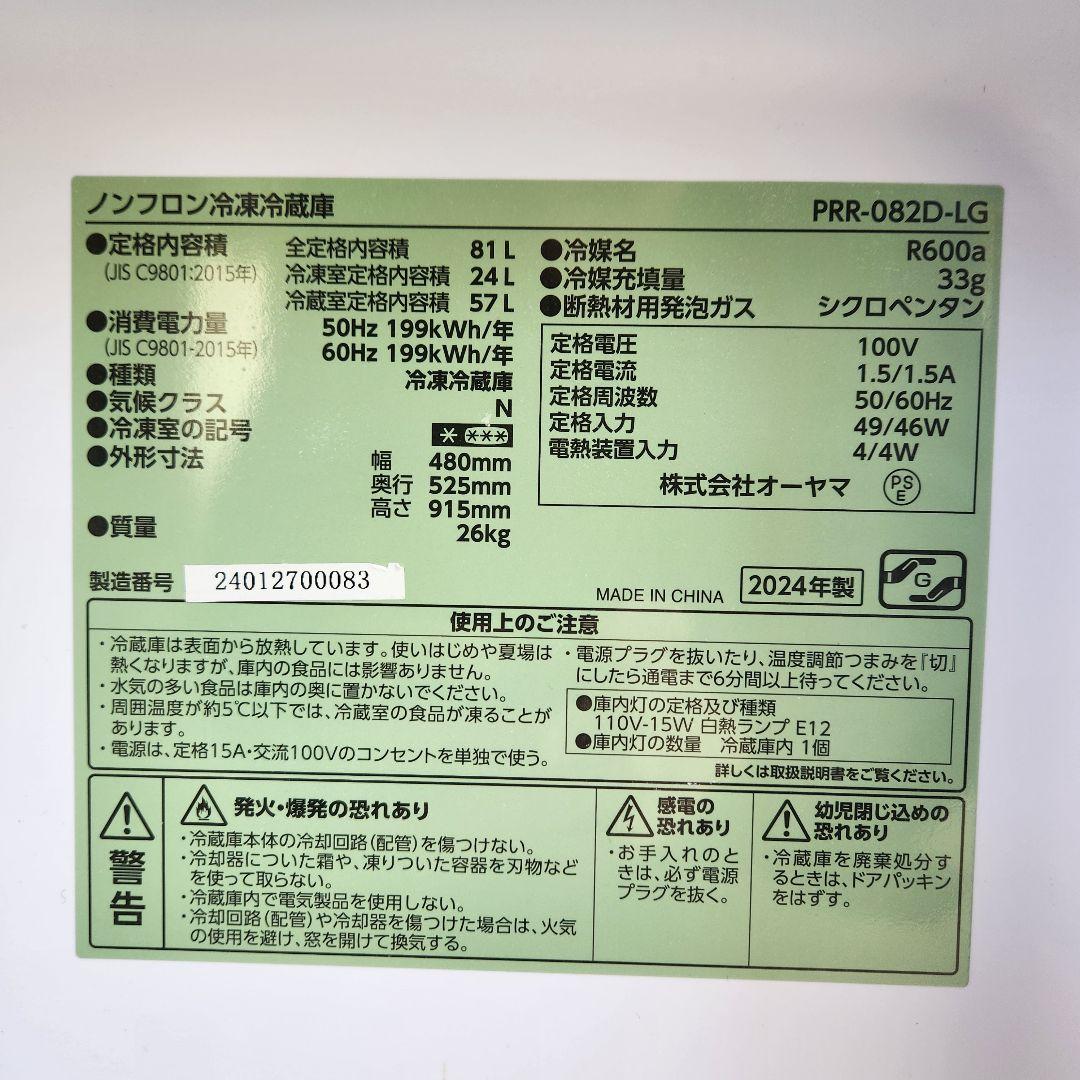 ノンフロン冷凍冷蔵庫
PRR-082D-LG
●定格内容積 全定格内容積 81L
(JIS C9801:2015年) 冷凍室定格内容積 24L
冷蔵室定格内容積 57L
●消費電力量 50Hz 199kWh/年
(JIS C9801-2015年) 60Hz 199kWh/年
●種類 冷凍冷蔵庫
●気候クラス N
●冷凍室の記号 * ***
●外形寸法 幅 480mm
奥行 525mm
高さ 915mm
●質量 26kg
●冷媒名 R600a
●冷媒充填量 33g
●断熱材用発泡ガス シクロペンタン
定格電圧 100V
定格電流 1.5/1.5A
定格周波数 50/60Hz
定格入力 49/46W
電熱装置入力 4/4W
株式会社オーヤマ PSE
製造番号 24012700083
MADE IN CHINA 2024年製 G
使用上のご注意
・冷蔵庫は表面から放熱しています。使いはじめや夏場は
熱くなりますが、庫内の食品には影響ありません。
・水気の多い食品は庫内の奥に置かないでください。
・周囲温度が約5℃以下では、冷蔵室の食品が凍ることが
あります。
・電源は、定格15A・交流100Vのコンセントを単独で使う。
・電源プラグを抜いたり、温度調節つまみを『切』
にしたら通電まで6分間以上待ってください。
●庫内灯の定格及び種類
110V-15W 白熱ランプ E12
●庫内灯の数量 冷蔵庫内 1個
詳しくは取扱説明書をご覧ください。
警告
発火・爆発の恐れあり
・冷蔵庫本体の冷却回路(配管)を傷つけない。
・冷却器についた霜や、凍りついた容器を刃物など
を使って取らない。
・冷蔵庫内で電気製品を使用しない。
・冷却回路(配管)や冷却器を傷つけた場合は、火気
の使用を避け、窓を開けて換気する。
感電の
恐れあり
・お手入れのと
きは、必ず電源
プラグを抜く。
幼児閉じ込めの
恐れあり
・冷蔵庫を廃棄処分す
るときは、ドアパッキン
をはずす。